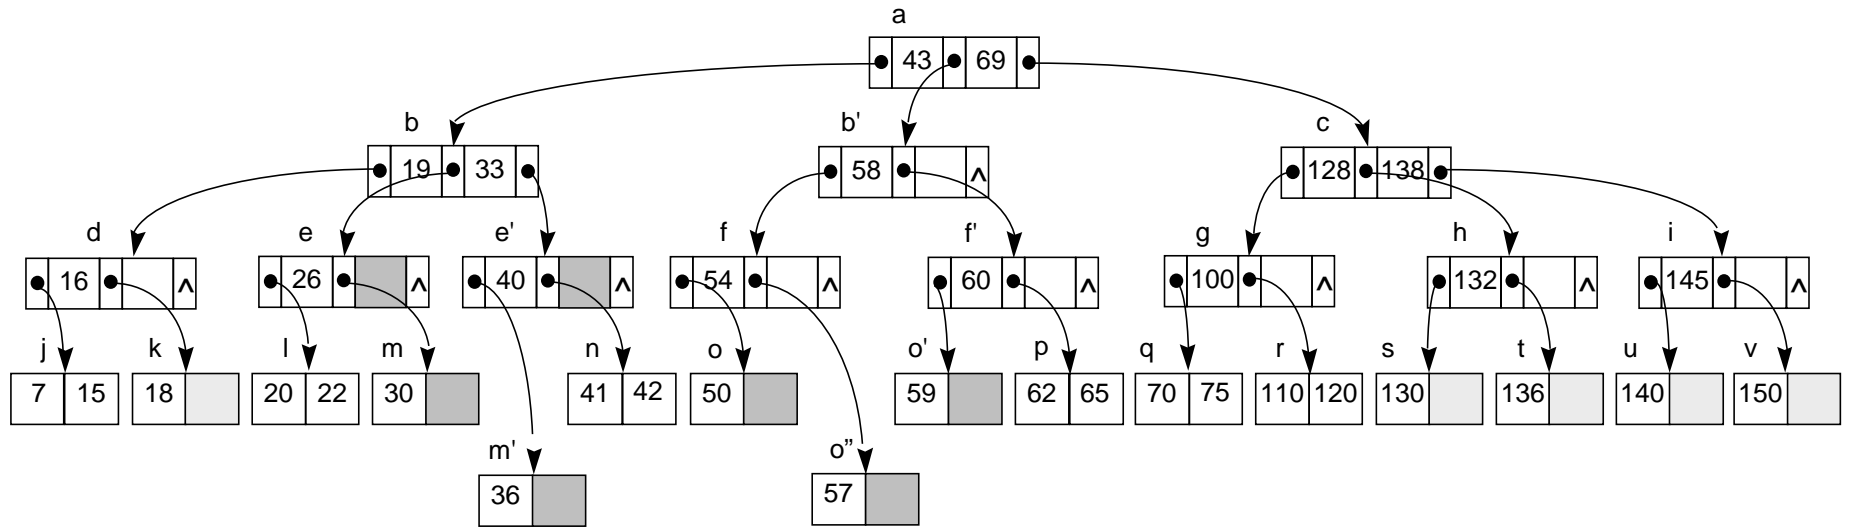 a
43 69
b b' c
19 33 58 ^ 128 138
d e e' f f' g h i
16 ^ 26 ^ 40 ^ 54 ^ 60 ^ 100 ^ 132 ^ 145 ^
j k l m n o o' p q r s t u v
7 15 18 20 22 30 41 42 50 59 62 65 70 75 110 120 130 136 140 150
m' o”
36 57